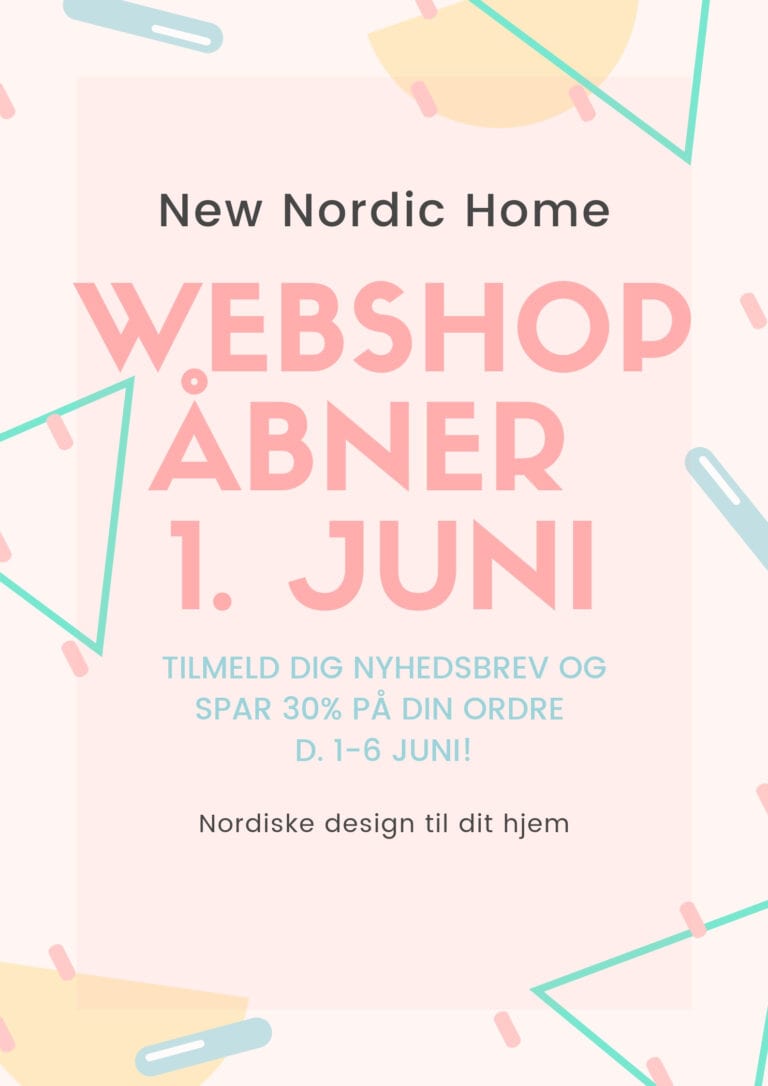 New Nordic Home
WEBSHOP
ÅBNER
1. JUNI
TILMELD DIG NYHEDSBREV OG
SPAR 30% PÅ DIN ORDRE
D. 1-6 JUNI!
Nordiske design til dit hjem